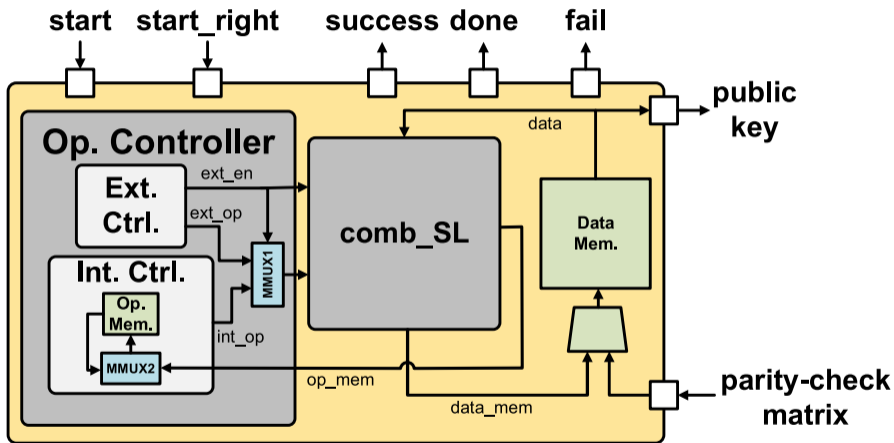 start
start_right
success
done
fail
public
key
data
Op. Controller
ext_en
Ext.
Ctrl.
ext_op
MMUX1
comb_SL
Data
Mem.
Int. Ctrl.
Op.
Mem.
int_op
MMUX2
op_mem
data_mem
parity-check
matrix